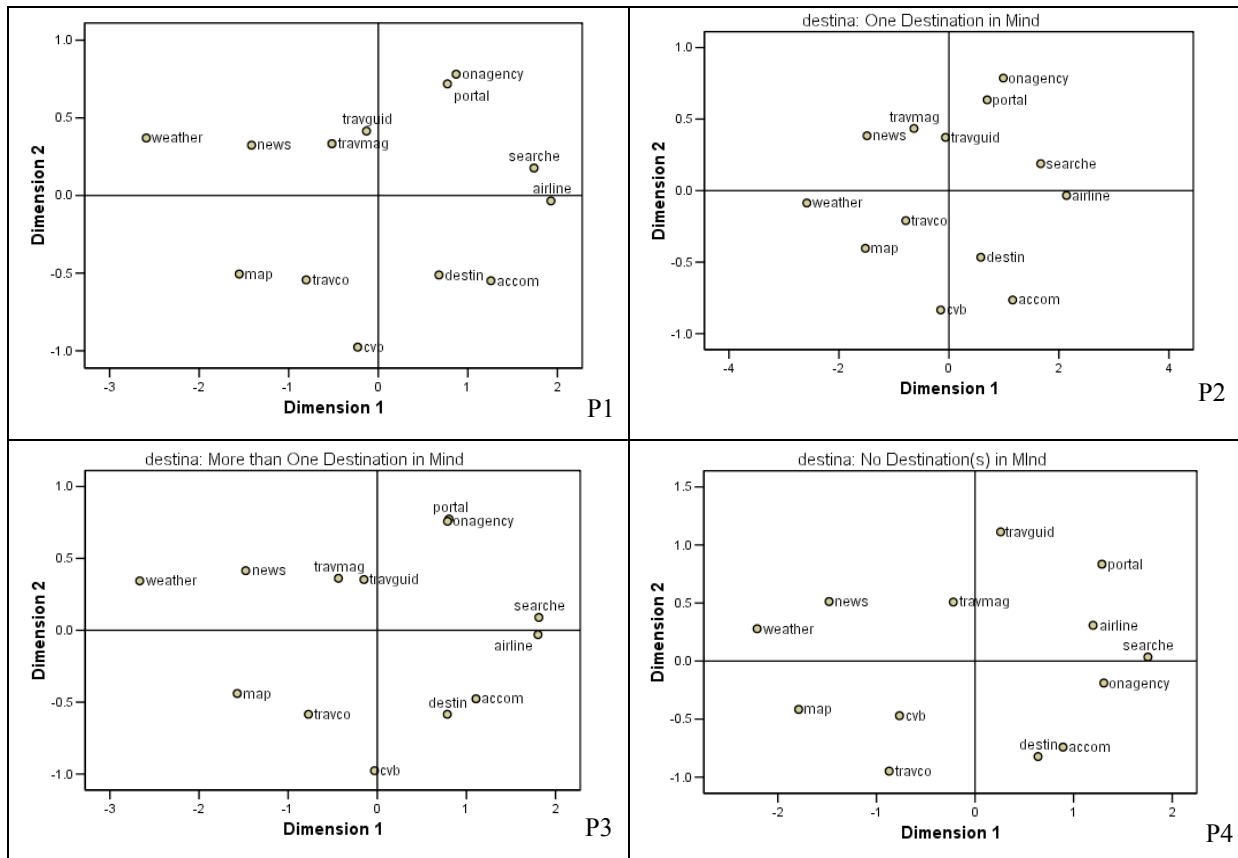 1.0
0.5
0.0
-0.5
-1.0
Dimension 2
onagency
portal
travguid
travmag
weather
news
searche
airline
map
travco
destin
accom
cvb
-3 -2 -1 0 1 2
Dimension 1
P1
destina: One Destination in Mind
1.0
0.5
0.0
-0.5
-1.0
Dimension 2
onagency
portal
travmag
news
travguid
searche
airline
weather
travco
map
destin
accom
cvb
-4 -2 0 2 4
Dimension 1
P2
destina: More than One Destination in Mind
1.0
0.5
0.0
-0.5
-1.0
Dimension 2
portal
onagency
travmag
news
weather
travguid
searche
airline
map
travco
destin
accom
cvb
-3 -2 -1 0 1 2
Dimension 1
P3
destina: No Destination(s) in MInd
1.5
1.0
0.5
0.0
-0.5
-1.0
Dimension 2
travguid
portal
news
travmag
weather
airline
searche
onagency
map
cvb
destin
accom
travco
-2 -1 0 1 2
Dimension 1
P4